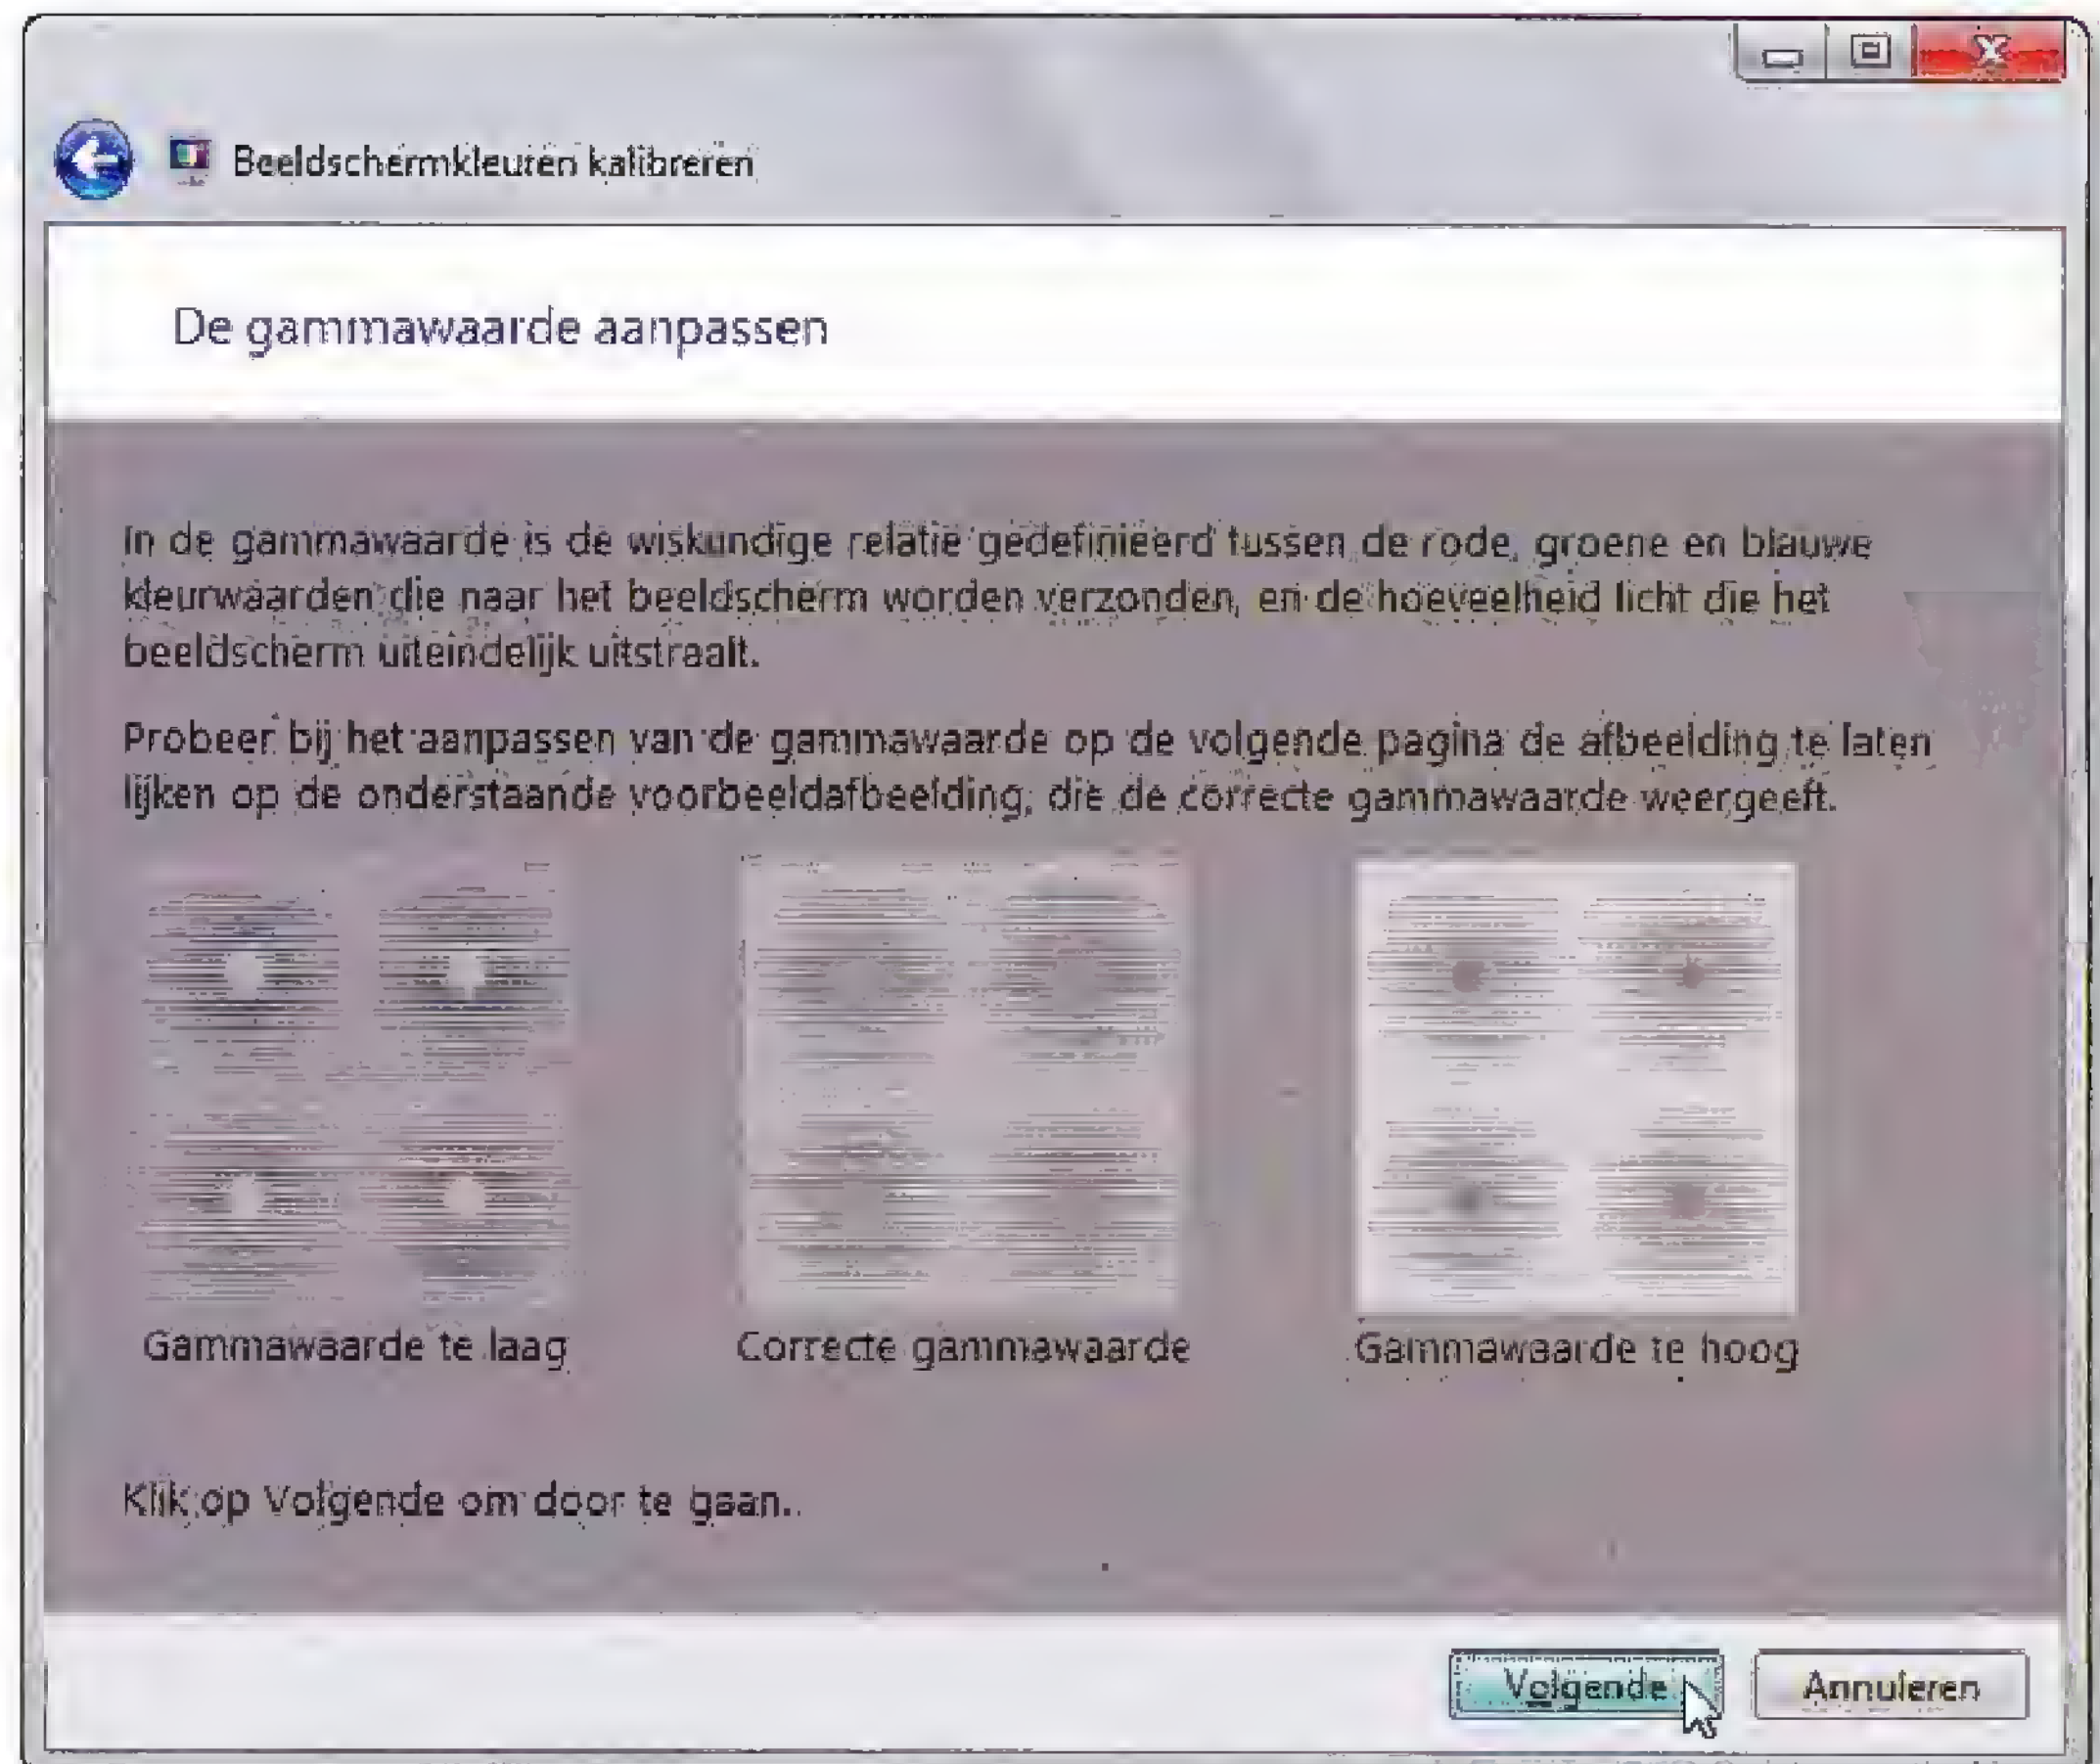 Beeldschermkleuren kalibreren
De gammawaarde aanpassen
In de gammawaarde is de wiskundige relatie gedefinieerd tussen de rode, groene en blauwe
kleurwaarden die naar het beeldscherm worden verzonden, en de hoeveelheid licht die het
beeldscherm uiteindelijk uitstraalt.
Probeer bij het aanpassen van de gammawaarde op de volgende pagina de afbeelding te laten
lijken op de onderstaande voorbeeldafbeelding, die de correcte gammawaarde weergeeft.
Gammawaarde te laag
Correcte gammawaarde
Gammawaarde te hoog
Klik op Volgende om door te gaan.
Volgende
Annuleren